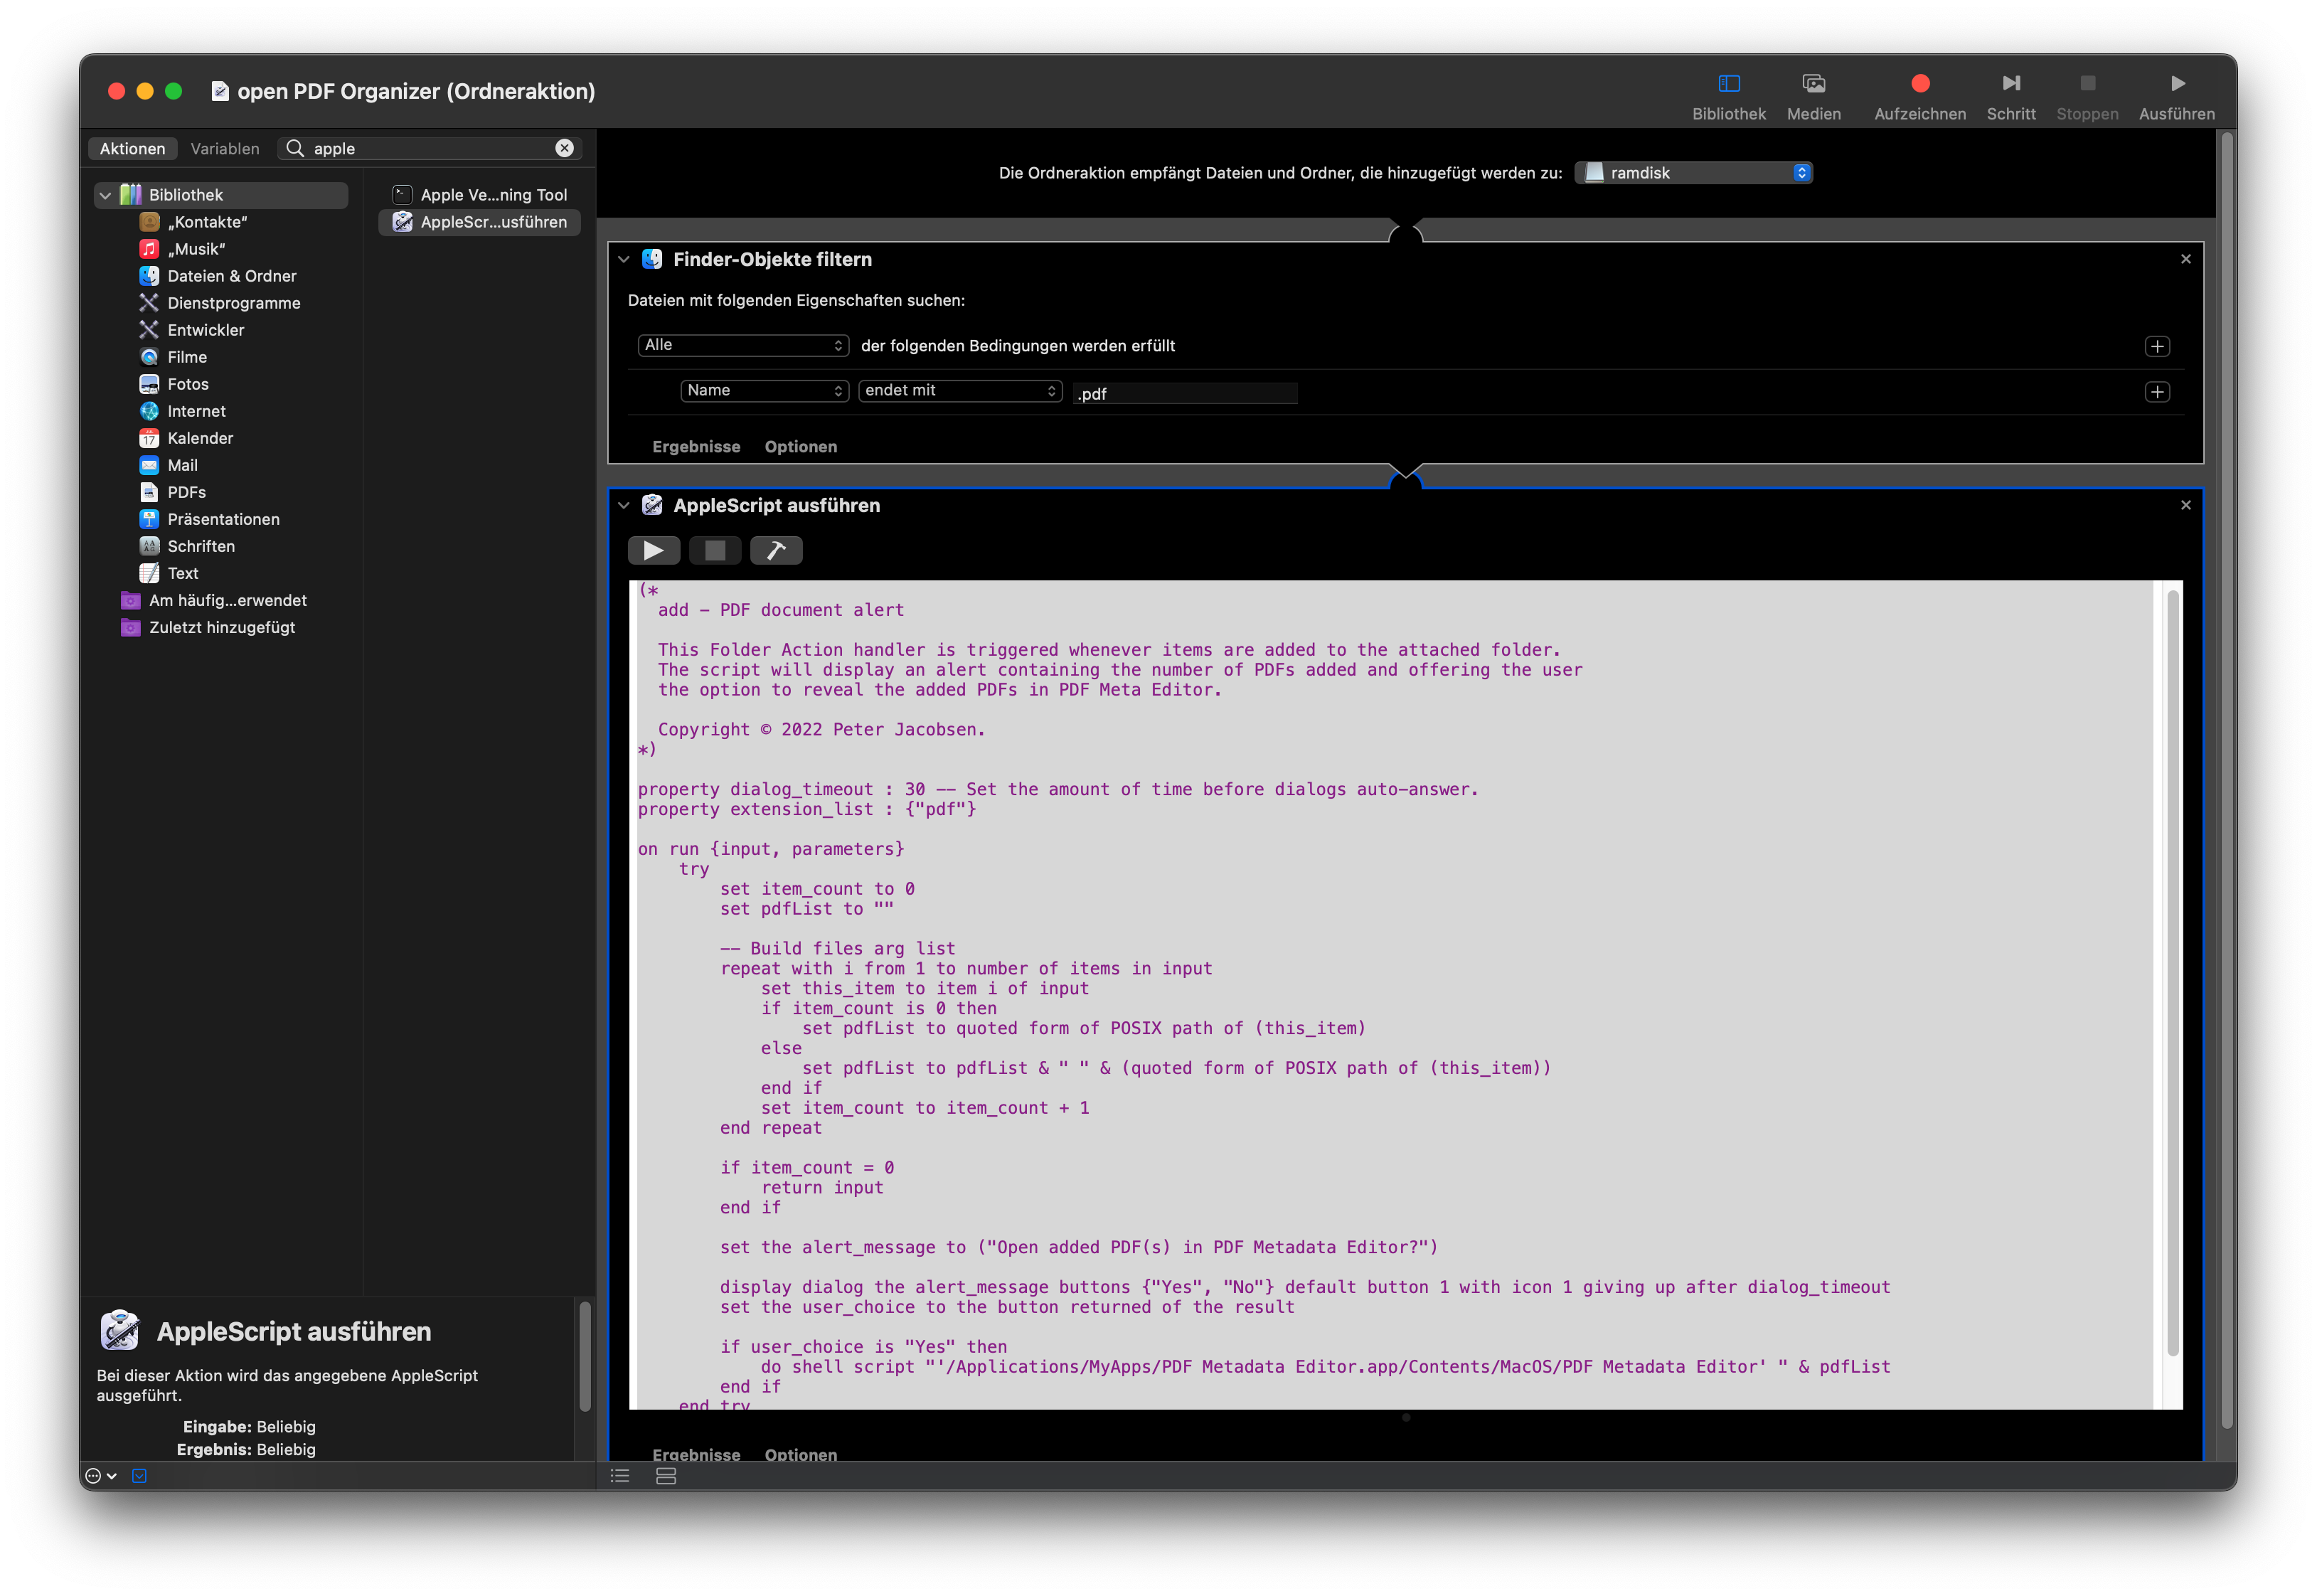 open PDF Organizer (Ordneraktion)
Bibliothek
Medien
Aufzeichnen
Schritt
Stoppen
Ausführen
Aktionen
Variablen
apple
Bibliothek
„Kontakte“
„Musik“
Dateien & Ordner
Dienstprogramme
Entwickler
Filme
Fotos
Internet
17
Kalender
Mail
PDFs
Präsentationen
Schriften
Text
Am häufig...erwendet
Zuletzt hinzugefügt
Apple Ve...ning Tool
AppleScr...usführen
AppleScript ausführen
Bei dieser Aktion wird das angegebene AppleScript
ausgeführt.
Eingabe: Beliebig
Ergebnis: Beliebig
Die Ordneraktion empfängt Dateien und Ordner, die hinzugefügt werden zu: ramdisk
Finder-Objekte filtern
Dateien mit folgenden Eigenschaften suchen:
Alle der folgenden Bedingungen werden erfüllt
Name endet mit .pdf
Ergebnisse Optionen
AppleScript ausführen
(*
add – PDF document alert
This Folder Action handler is triggered whenever items are added to the attached folder.
The script will display an alert containing the number of PDFs added and offering the user
the option to reveal the added PDFs in PDF Meta Editor.
Copyright © 2022 Peter Jacobsen.
*)
property dialog_timeout : 30 -- Set the amount of time before dialogs auto-answer.
property extension_list : {"pdf"}
on run {input, parameters}
try
set item_count to 0
set pdfList to ""
-- Build files arg list
repeat with i from 1 to number of items in input
set this_item to item i of input
if item_count is 0 then
set pdfList to quoted form of POSIX path of (this_item)
else
set pdfList to pdfList & " " & (quoted form of POSIX path of (this_item))
end if
set item_count to item_count + 1
end repeat
if item_count = 0
return input
end if
set the alert_message to ("Open added PDF(s) in PDF Metadata Editor?")
display dialog the alert_message buttons {"Yes", "No"} default button 1 with icon 1 giving up after dialog_timeout
set the user_choice to the button returned of the result
if user_choice is "Yes" then
do shell script "'/Applications/MyApps/PDF Metadata Editor.app/Contents/MacOS/PDF Metadata Editor' " & pdfList
end if
end try
Ergebnisse Optionen